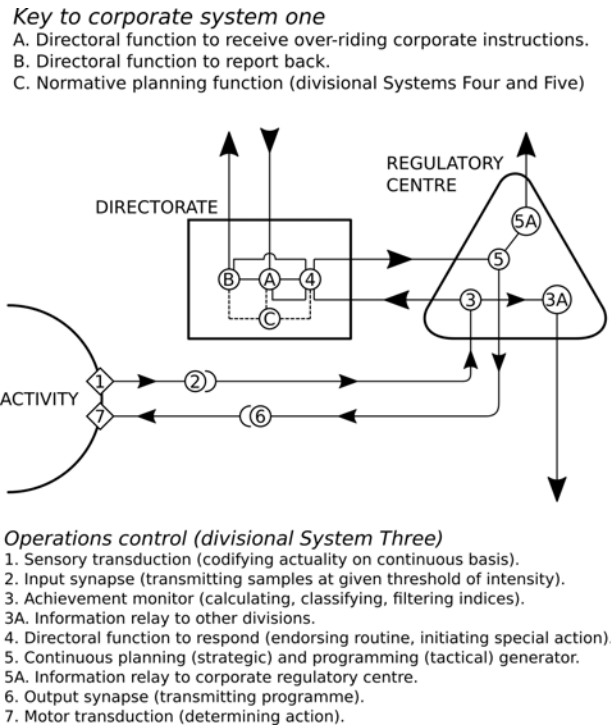 Key to corporate system one
A. Directoral function to receive over-riding corporate instructions.
B. Directoral function to report back.
C. Normative planning function (divisional Systems Four and Five)
REGULATORY
CENTRE
DIRECTORATE
5A
5
B
A
4
3
3A
C
1
2
ACTIVITY
7
6
Operations control (divisional System Three)
1. Sensory transduction (codifying actuality on continuous basis).
2. Input synapse (transmitting samples at given threshold of intensity).
3. Achievement monitor (calculating, classifying, filtering indices).
3A. Information relay to other divisions.
4. Directoral function to respond (endorsing routine, initiating special action).
5. Continuous planning (strategic) and programming (tactical) generator.
5A. Information relay to corporate regulatory centre.
6. Output synapse (transmitting programme).
7. Motor transduction (determining action).